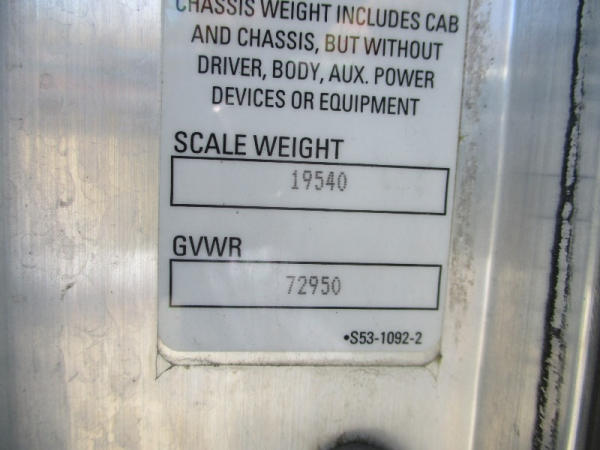 CHASSIS WEIGHT INCLUDES CAB
AND CHASSIS, BUT WITHOUT
DRIVER, BODY, AUX. POWER
DEVICES OR EQUIPMENT
SCALE WEIGHT
19540
GVWR
72950
•S53-1092-2